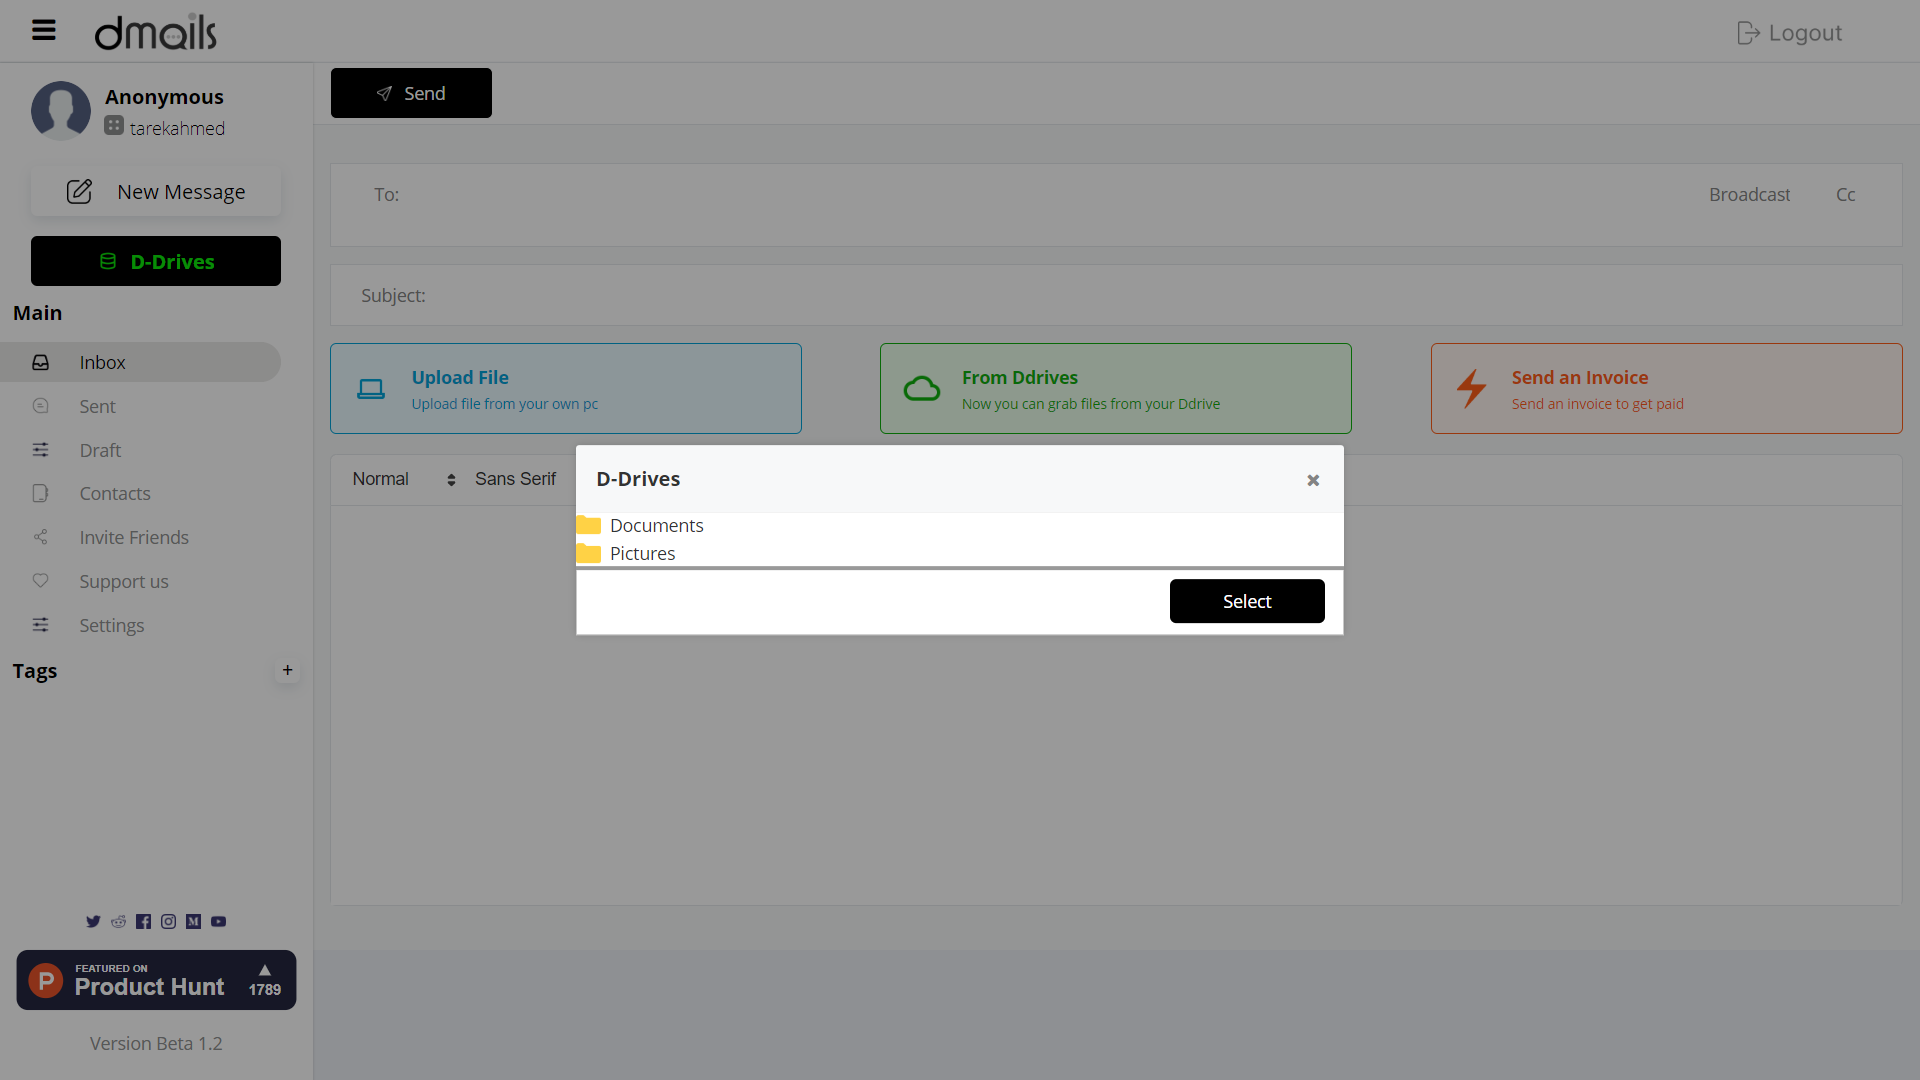 dmails
Logout
Anonymous
tarekahmed
New Message
D-Drives
Main
Inbox
Sent
Draft
Contacts
Invite Friends
Support us
Settings
Tags
+
FEATURED ON
Product Hunt
1789
P
Version Beta 1.2
Send
To:
Broadcast
Cc
Subject:
Upload File
Upload file from your own pc
From Ddrives
Now you can grab files from your Ddrive
Send an Invoice
Send an invoice to get paid
Normal
Sans Serif
D-Drives
Documents
Pictures
Select